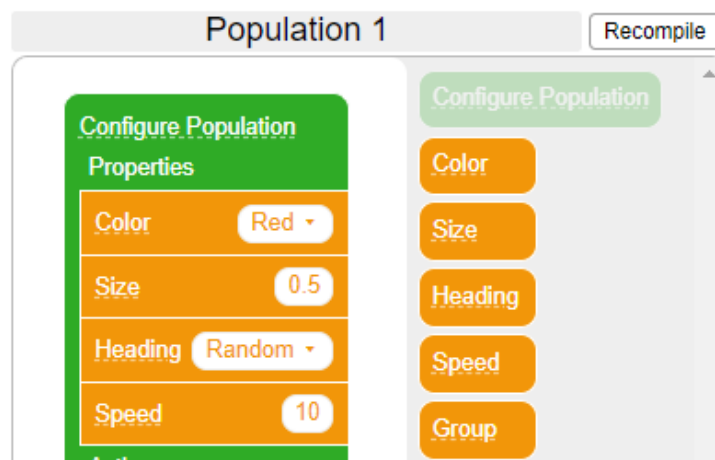 Population 1
Recompile
Configure Population
Properties
Color Red
Size 0.5
Heading Random
Speed 10
Configure Population
Color
Size
Heading
Speed
Group